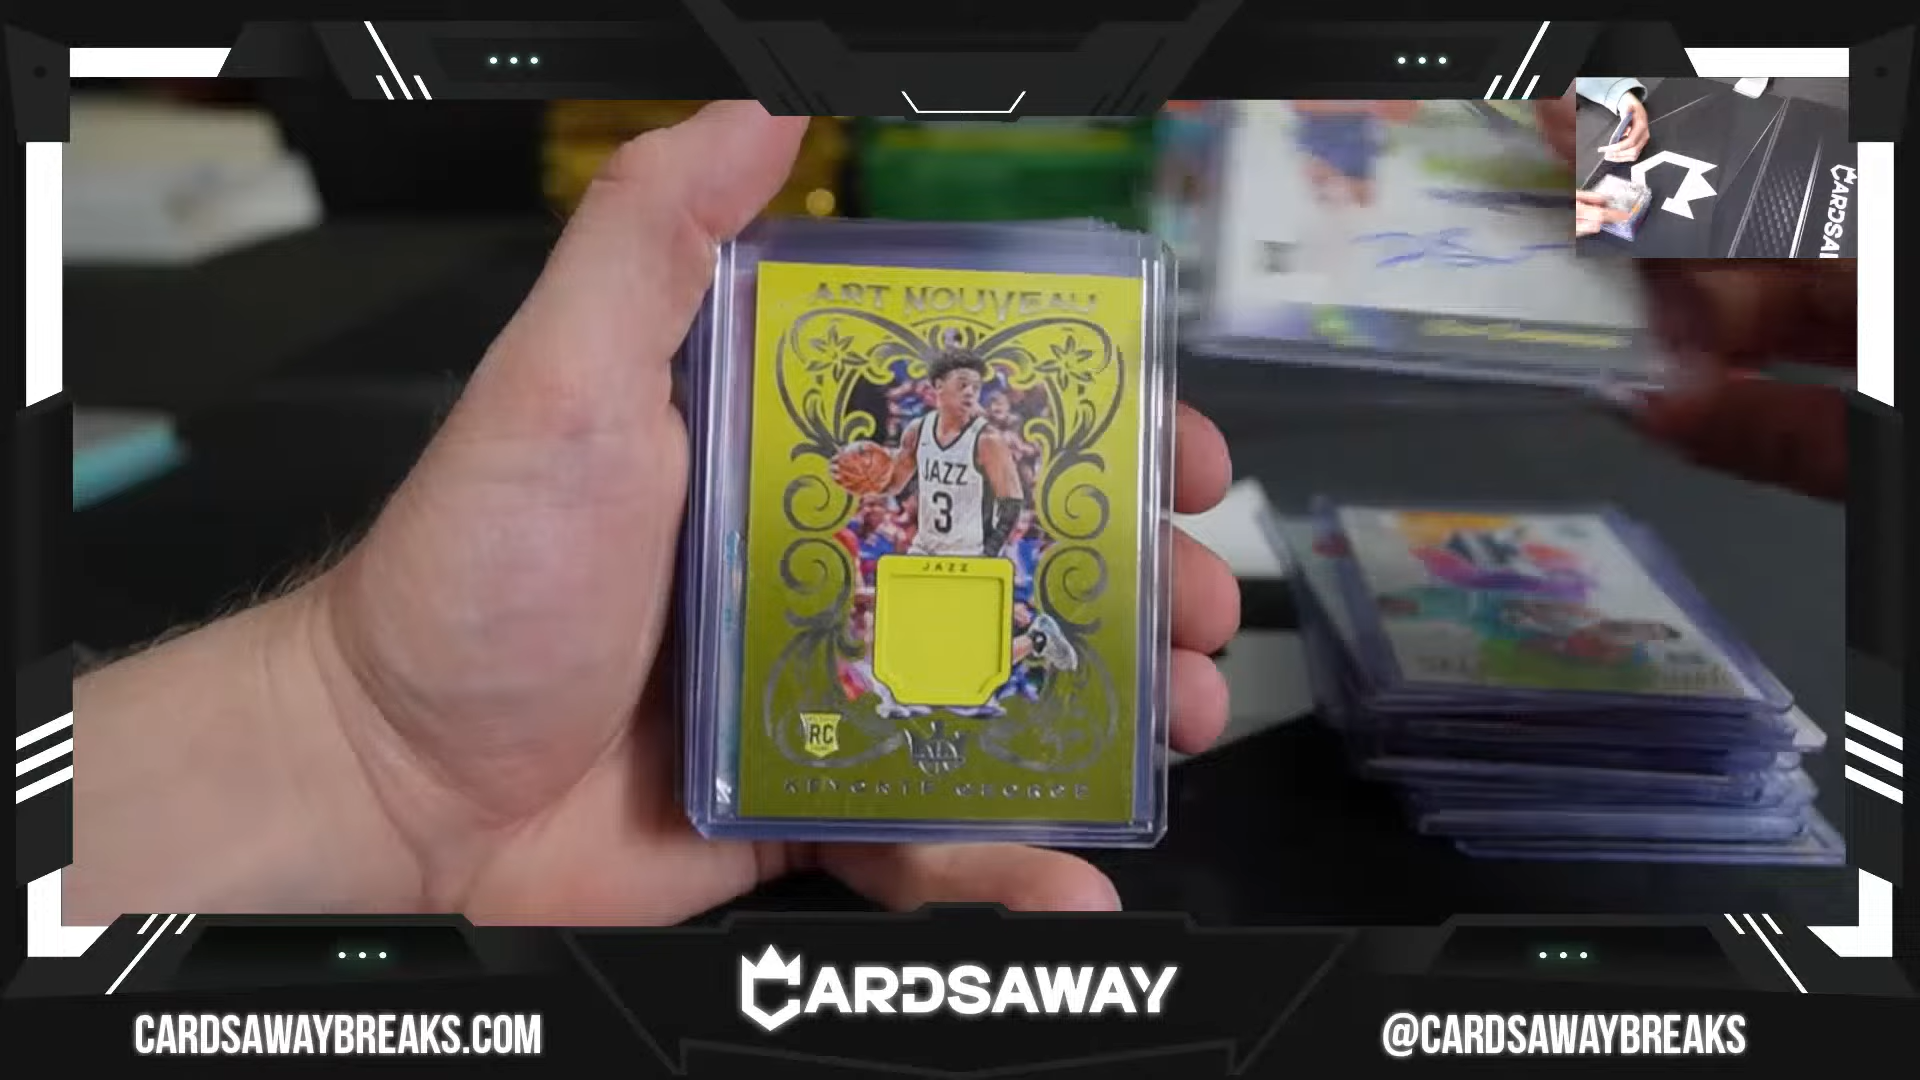 ART NOUVEAU
JAZZ
3
JAZZ
RC
KEYONTE GEORGE
CARDSAWAY
CARDSAWAYBREAKS.COM
@CARDSAWAYBREAKS